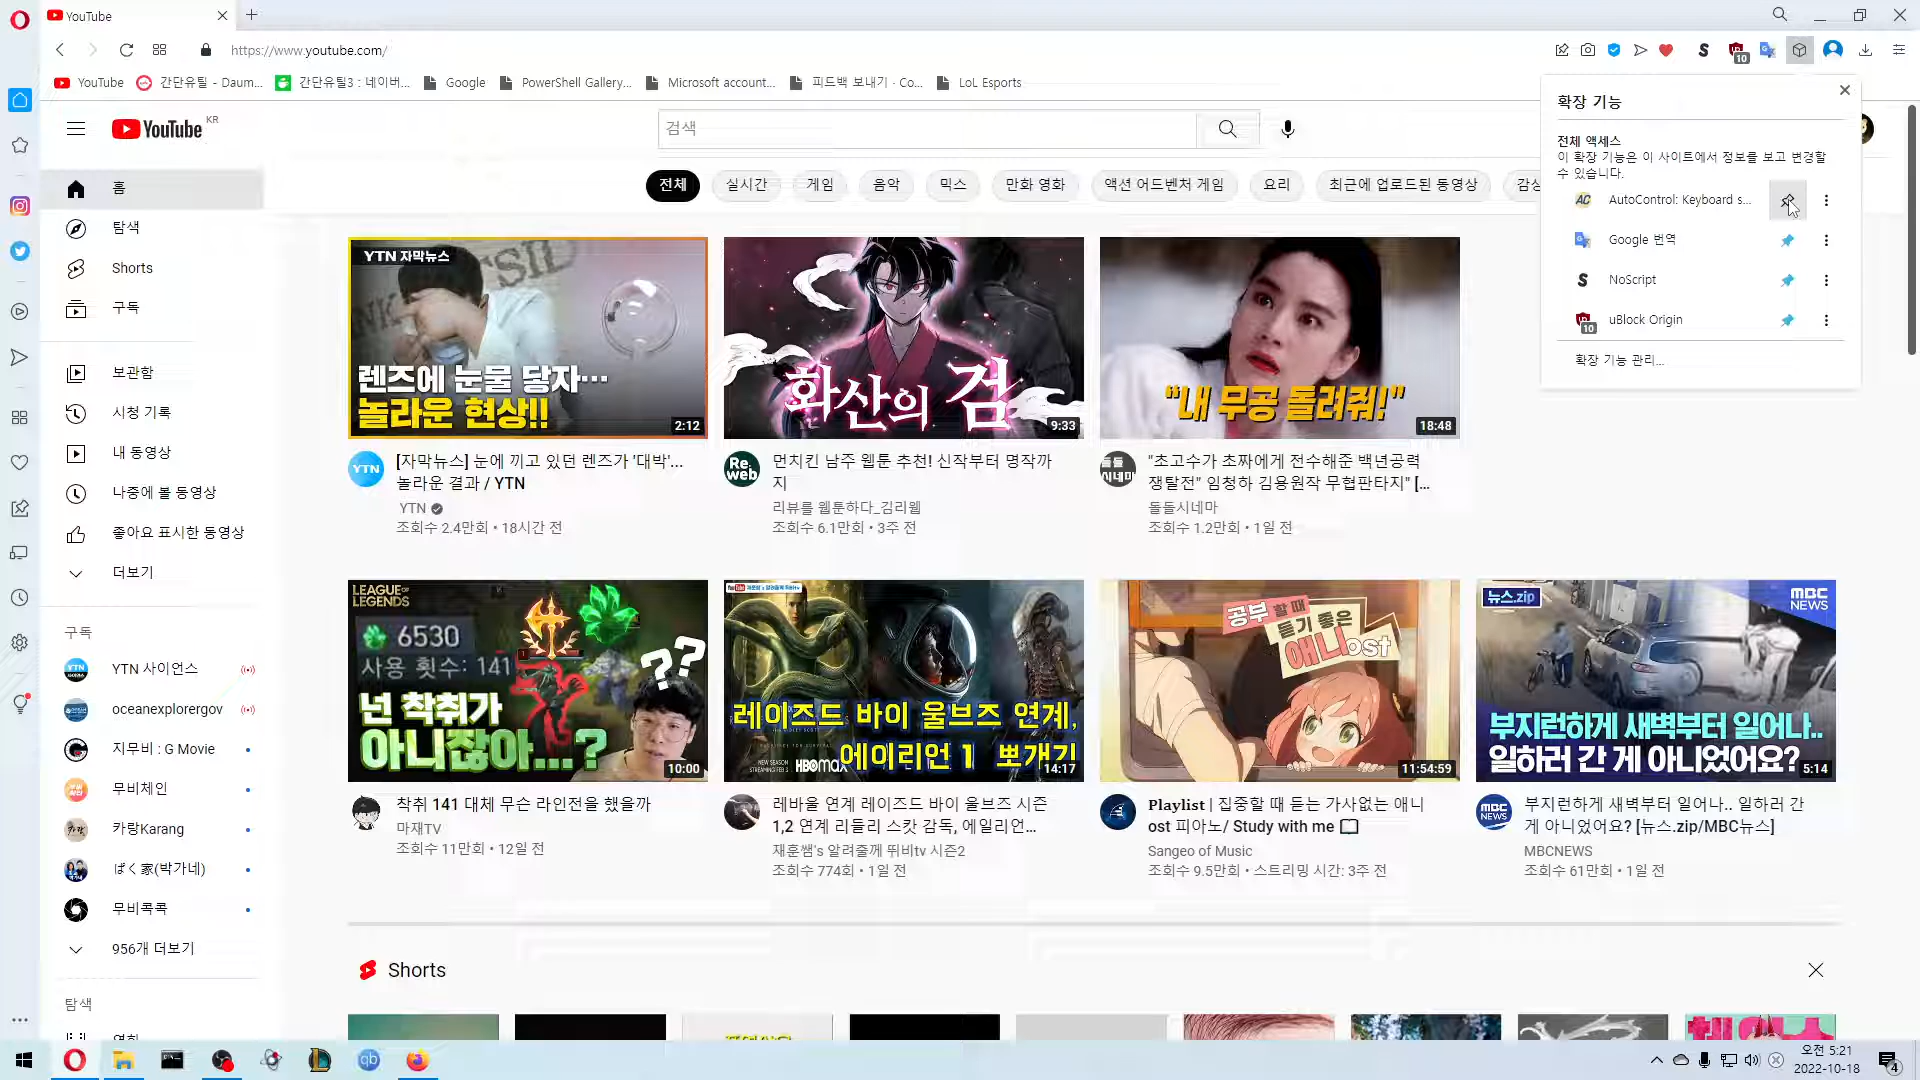 YouTube
https://www.youtube.com/
10
YouTube
간단유틸 - Daum...
간단유틸3 : 네이버...
Google
PowerShell Gallery...
Microsoft account...
피드백 보내기 · Co...
LoL Esports
YouTube KR
검색
확장 기능
전체 액세스
이 확장 기능은 이 사이트에서 정보를 보고 변경할
수 있습니다.
AC
AutoControl: Keyboard s...
Google 번역
NoScript
10
uBlock Origin
확장 기능 관리...
전체
실시간
게임
음악
믹스
만화 영화
액션 어드벤처 게임
요리
최근에 업로드된 동영상
감상
홈
탐색
Shorts
구독
보관함
시청 기록
내 동영상
나중에 볼 동영상
좋아요 표시한 동영상
더보기
구독
YTN 사이언스
oceanexplorergov
지무비 : G Movie
무비체인
카랑Karang
ぱく家(박가네)
무비콕콕
956개 더보기
탐색
영화
YTN 자막뉴스
렌즈에 눈물 닿자…
놀라운 현상!!
2:12
화산의 검
9:33
"내 무공 돌려줘!"
18:48
YTN
[자막뉴스] 눈에 끼고 있던 렌즈가 '대박'...
놀라운 결과 / YTN
YTN
조회수 2.4만회 • 18시간 전
Re
web
먼치킨 남주 웹툰 추천! 신작부터 명작까
지
리뷰를 웹툰하다_김리웹
조회수 6.1만회 • 3주 전
돌돌
시네마
"초고수가 초짜에게 전수해준 백년공력
쟁탈전" 임청하 김용원작 무협판타지" [...
돌돌시네마
조회수 1.2만회 • 1일 전
LEAGUE OF
LEGENDS
6530
사용 횟수: 141
??
넌 착취가
아니잖아...?
10:00
레이즈드 바이 울브즈 연계,
에이리언 1 뽀개기
NEW SEASON
HBOmax
14:17
공부 할 때
듣기 좋은
애니ost
11:54:59
뉴스.zip
MBC
NEWS
부지런하게 새벽부터 일어나..
일하러 간 게 아니었어요?
5:14
착취 141 대체 무슨 라인전을 했을까
마재TV
조회수 11만회 • 12일 전
레바울 연계 레이즈드 바이 울브즈 시즌
1,2 연계 리들리 스캇 감독, 에일리언...
재훈쌤's 알려줄께 뛰비tv 시즌2
조회수 774회 • 1일 전
Playlist | 집중할 때 듣는 가사없는 애니
ost 피아노/ Study with me
Sangeo of Music
조회수 9.5만회 • 스트리밍 시간: 3주 전
MBC
NEWS
부지런하게 새벽부터 일어나.. 일하러 간
게 아니었어요? [뉴스.zip/MBC뉴스]
MBCNEWS
조회수 61만회 • 1일 전
Shorts
qb
오전 5:21
2022-10-18
4